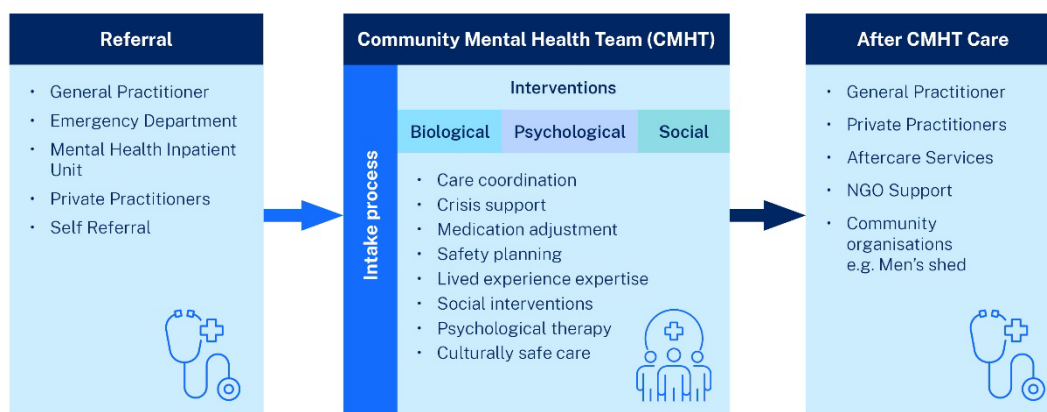 Referral
• General Practitioner
• Emergency Department
• Mental Health Inpatient
Unit
• Private Practitioners
• Self Referral
Community Mental Health Team (CMHT)
Intake process
Interventions
Biological
Psychological
Social
• Care coordination
• Crisis support
• Medication adjustment
• Safety planning
• Lived experience expertise
• Social interventions
• Psychological therapy
• Culturally safe care
After CMHT Care
• General Practitioner
• Private Practitioners
• Aftercare Services
• NGO Support
• Community
organisations
e.g. Men's shed